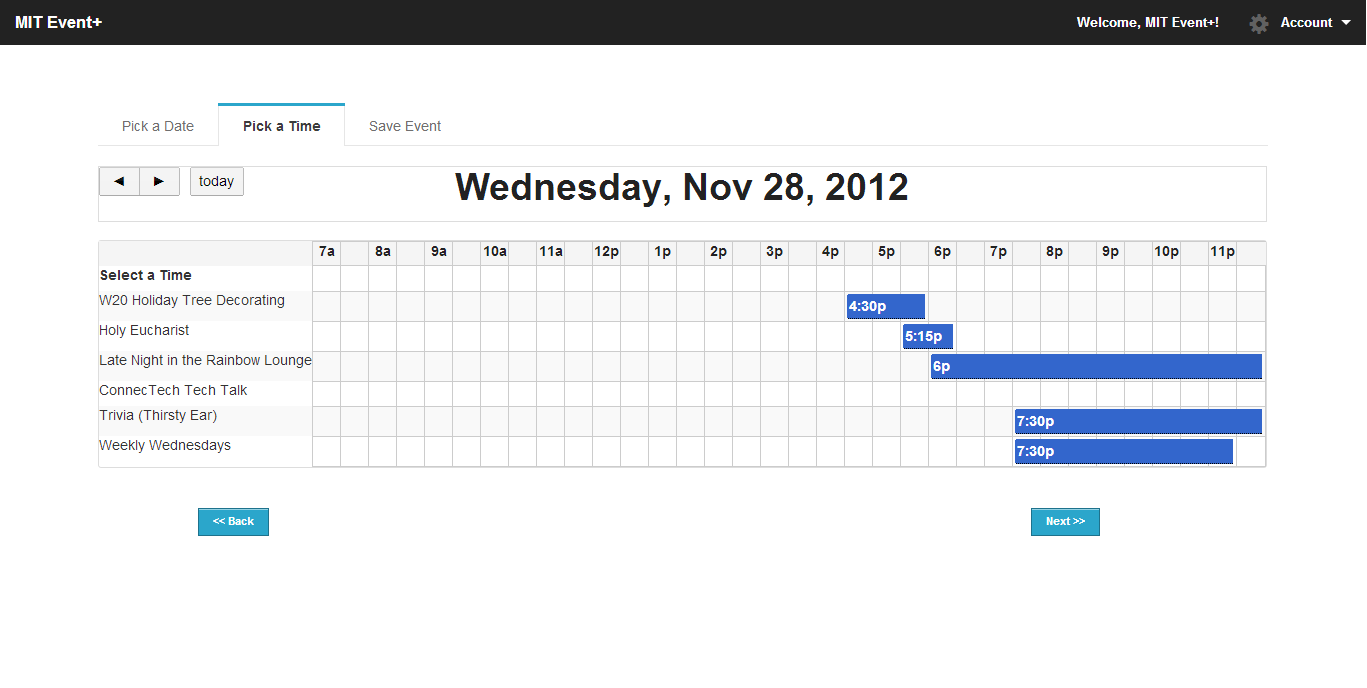 MIT Event+ Welcome, MIT Event+! Account
Pick a Date Pick a Time Save Event
today Wednesday, Nov 28, 2012
7a 8a 9a 10a 11a 12p 1p 2p 3p 4p 5p 6p 7p 8p 9p 10p 11p
Select a Time
W20 Holiday Tree Decorating 4:30p
Holy Eucharist 5:15p
Late Night in the Rainbow Lounge 6p
ConnecTech Tech Talk
Trivia (Thirsty Ear) 7:30p
Weekly Wednesdays 7:30p
<< Back Next >>